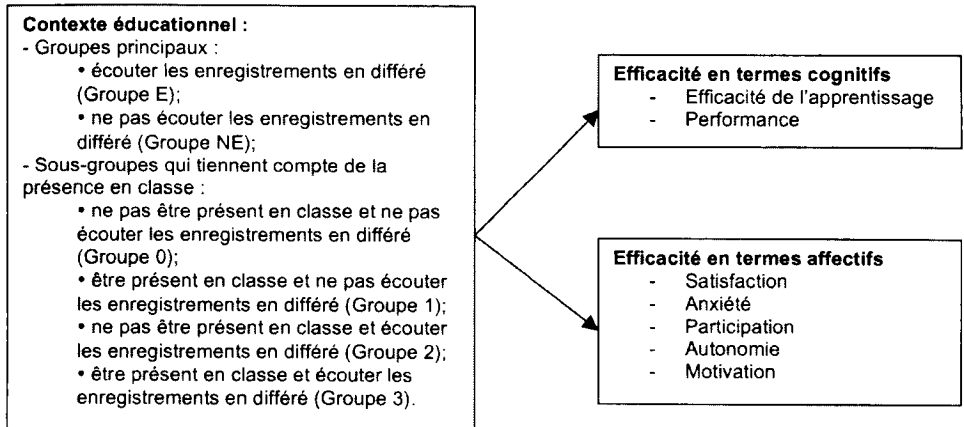 Contexte éducationnel :
- Groupes principaux :
• écouter les enregistrements en différé
(Groupe E);
• ne pas écouter les enregistrements en
différé (Groupe NE);
- Sous-groupes qui tiennent compte de la
présence en classe :
• ne pas être présent en classe et ne pas
écouter les enregistrements en différé
(Groupe 0);
• être présent en classe et ne pas écouter
les enregistrements en différé (Groupe 1);
• ne pas être présent en classe et écouter
les enregistrements en différé (Groupe 2);
• être présent en classe et écouter les
enregistrements en différé (Groupe 3).
Efficacité en termes cognitifs
- Efficacité de l'apprentissage
- Performance
Efficacité en termes affectifs
- Satisfaction
- Anxiété
- Participation
- Autonomie
- Motivation